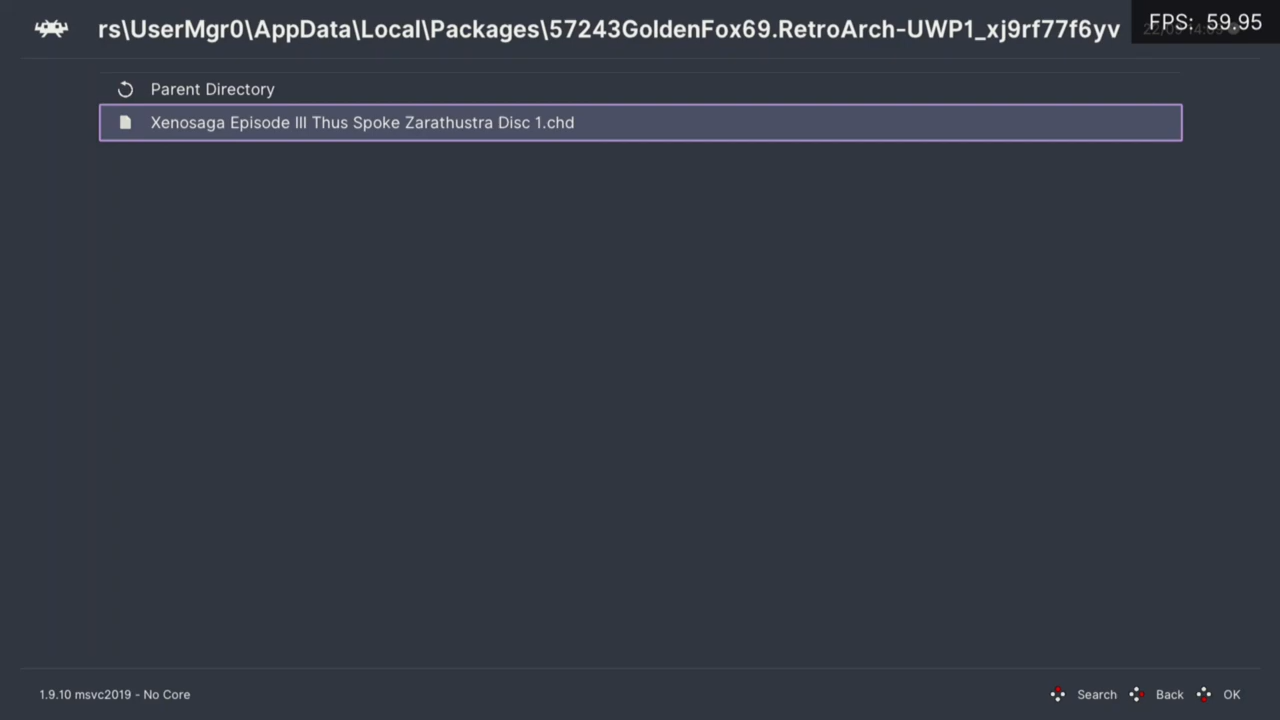 rs\UserMgr0\AppData\Local\Packages\57243GoldenFox69.RetroArch-UWP1_xj9rf77f6yv
FPS: 59.95
Parent Directory
Xenosaga Episode III Thus Spoke Zarathustra Disc 1.chd
1.9.10 msvc2019 - No Core
Search Back OK